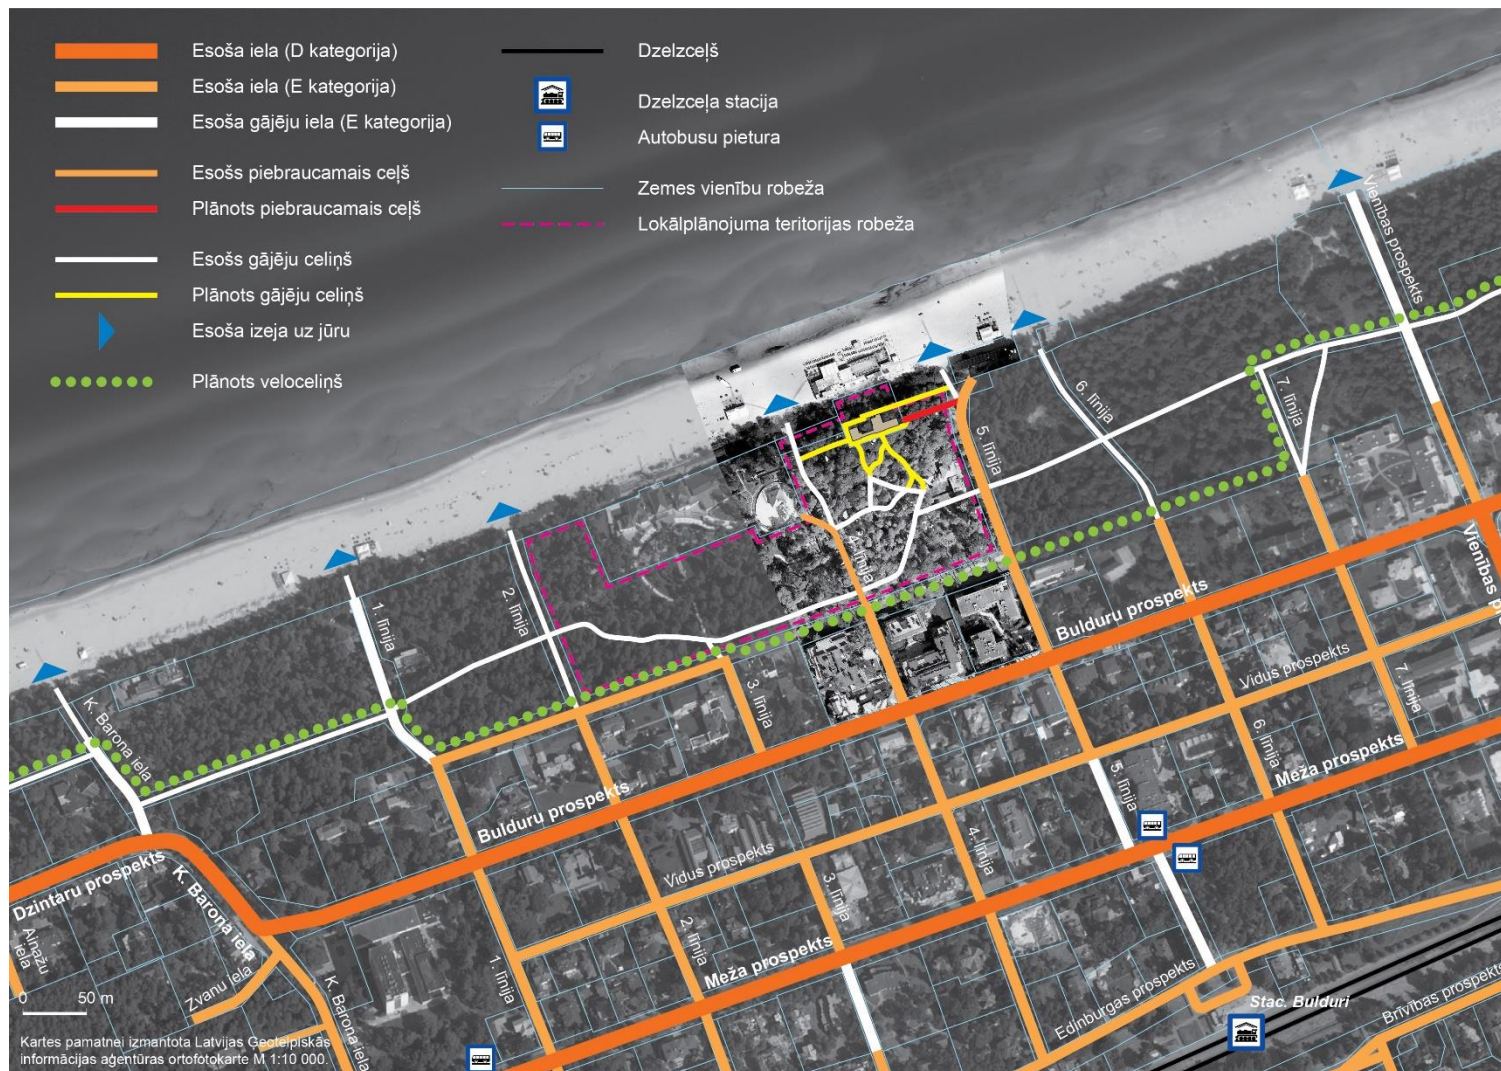 Esoša iela (D kategorija)
Esoša iela (E kategorija)
Esoša gājēju iela (E kategorija)
Esošs piebraucamais ceļš
Plānots piebraucamais ceļš
Esošs gājēju celiņš
Plānots gājēju celiņš
Esoša izeja uz jūru
Plānots veloceliņš
Dzelzceļš
Dzelzceļa stacija
Autobusu pietura
Zemes vienību robeža
Lokālplānojuma teritorijas robeža
Vienības prospekts
6. līnija
7. līnija
5. līnija
4. līnija
2. līnija
1. līnija
K. Barona iela
3. līnija
Bulduru prospekts
Vienības pr
Vidus prospekts
7. līnija
6. līnija
Meža prospekts
5. līnija
Bulduru prospekts
4. līnija
Vidus prospekts
3. līnija
2. līnija
Meža prospekts
1. līnija
Dzintaru prospekts
K. Barona iela
Ainažu
iela
Zvanu iela
K. Barona iela
Edinburgas prospekts
Stac. Bulduri
Brīvības prospekts
0 50 m
Kartes pamatnei izmantota Latvijas Ģeotelpiskās
informācijas aģentūras ortofotokarte M 1:10 000.